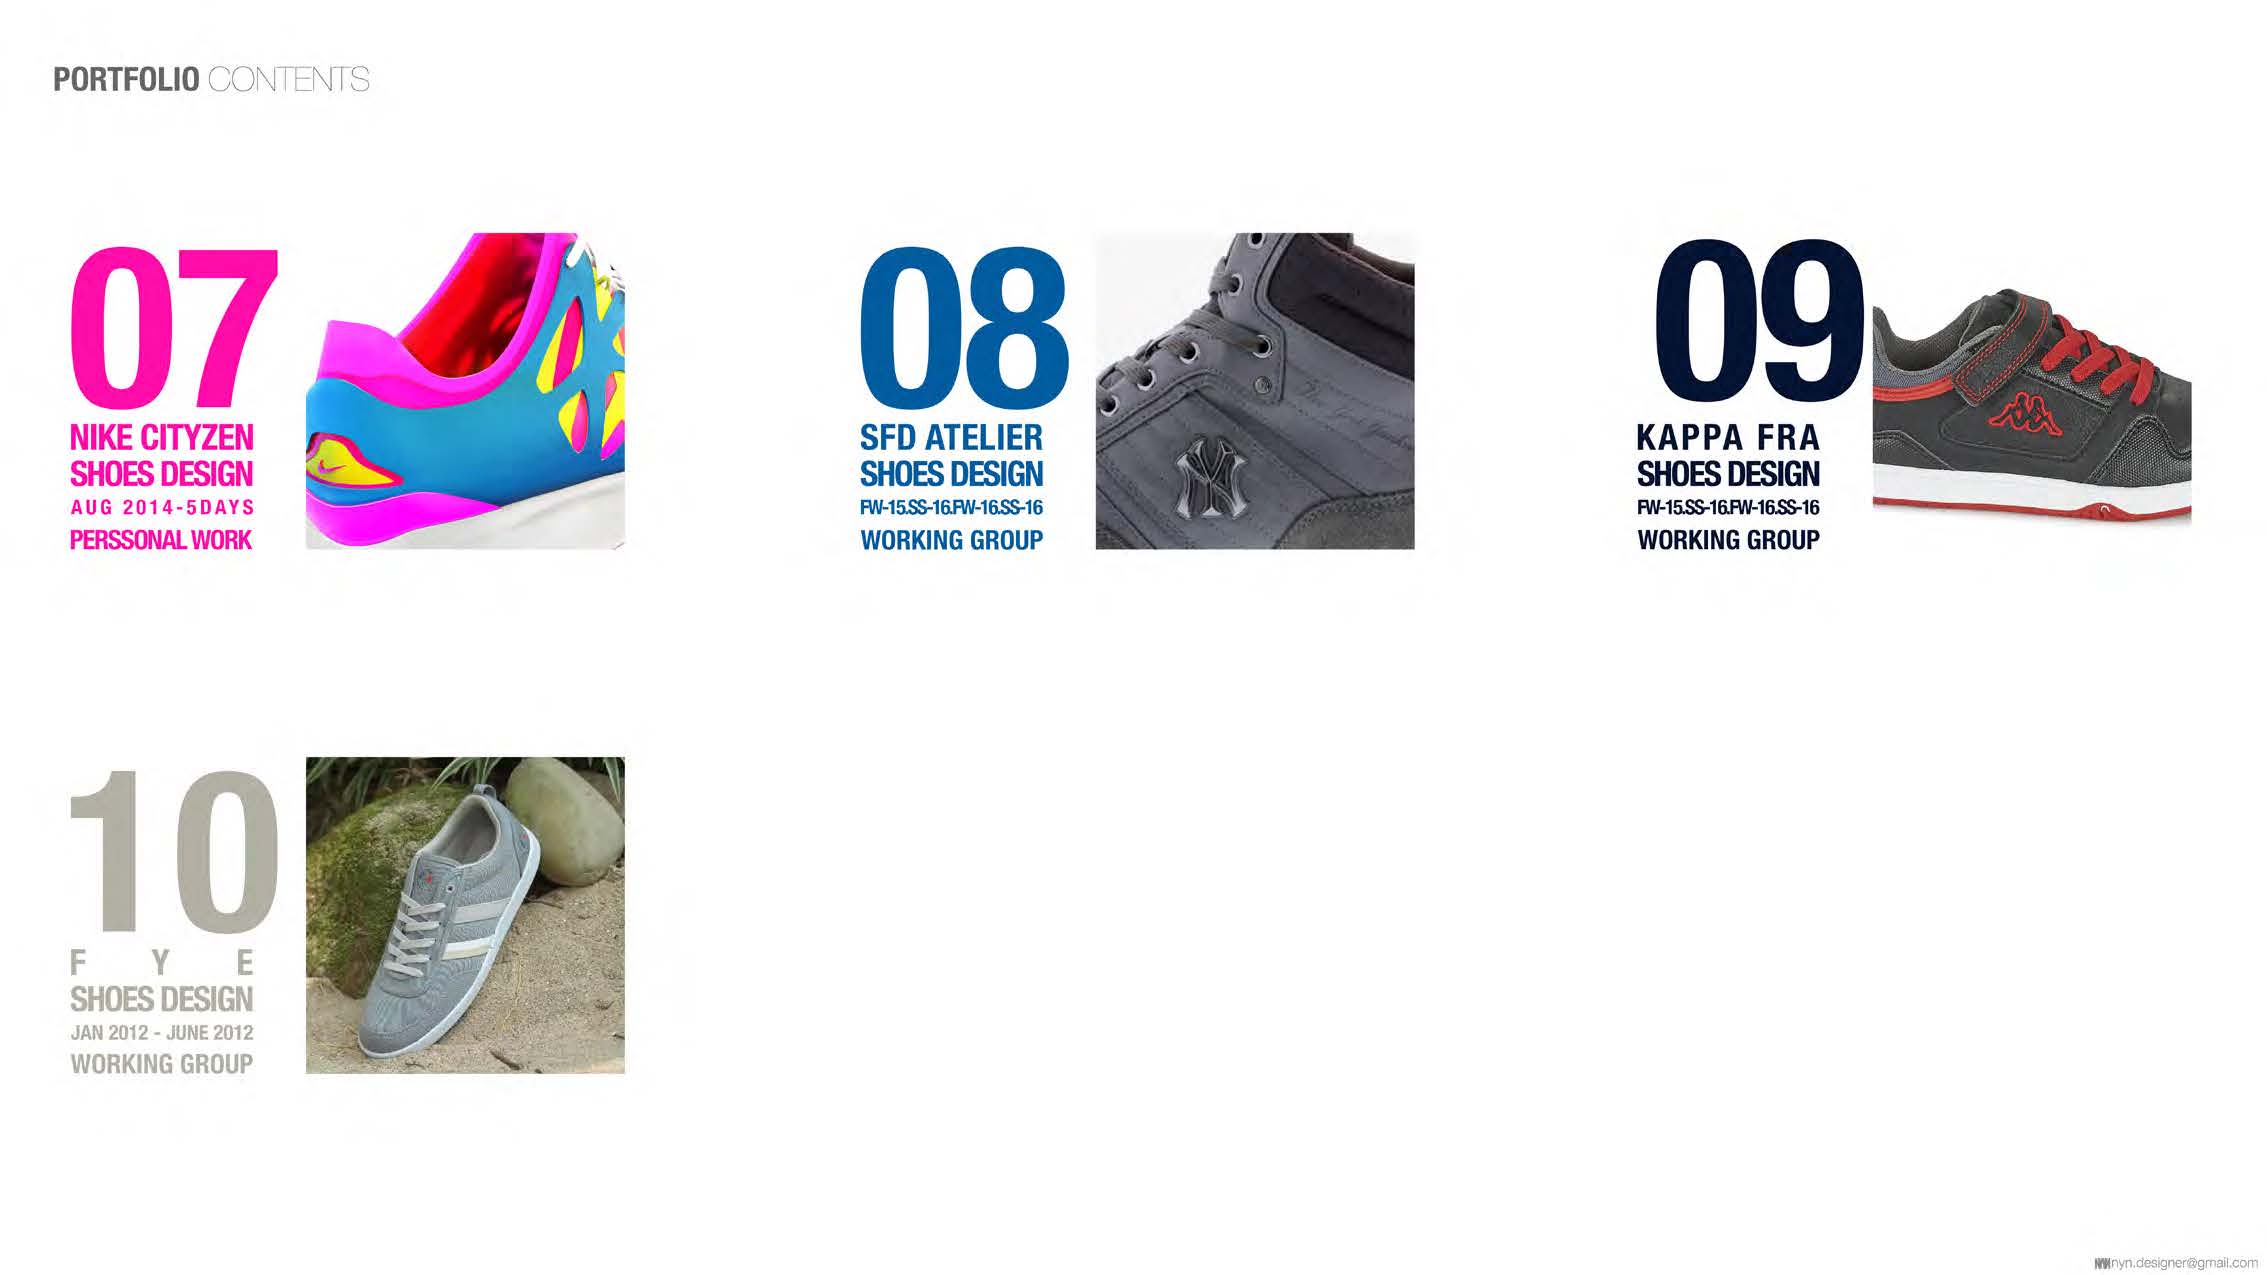 PORTFOLIO CONTENTS
07
NIKE CITYZEN
SHOES DESIGN
AUG 2014-5DAYS
PERSSONAL WORK
08
SFD ATELIER
SHOES DESIGN
FW-15.SS-16.FW-16.SS-16
WORKING GROUP
09
KAPPA FRA
SHOES DESIGN
FW-15.SS-16.FW-16.SS-16
WORKING GROUP
10
F Y E
SHOES DESIGN
JAN 2012 - JUNE 2012
WORKING GROUP
nyn.designer@gmail.com